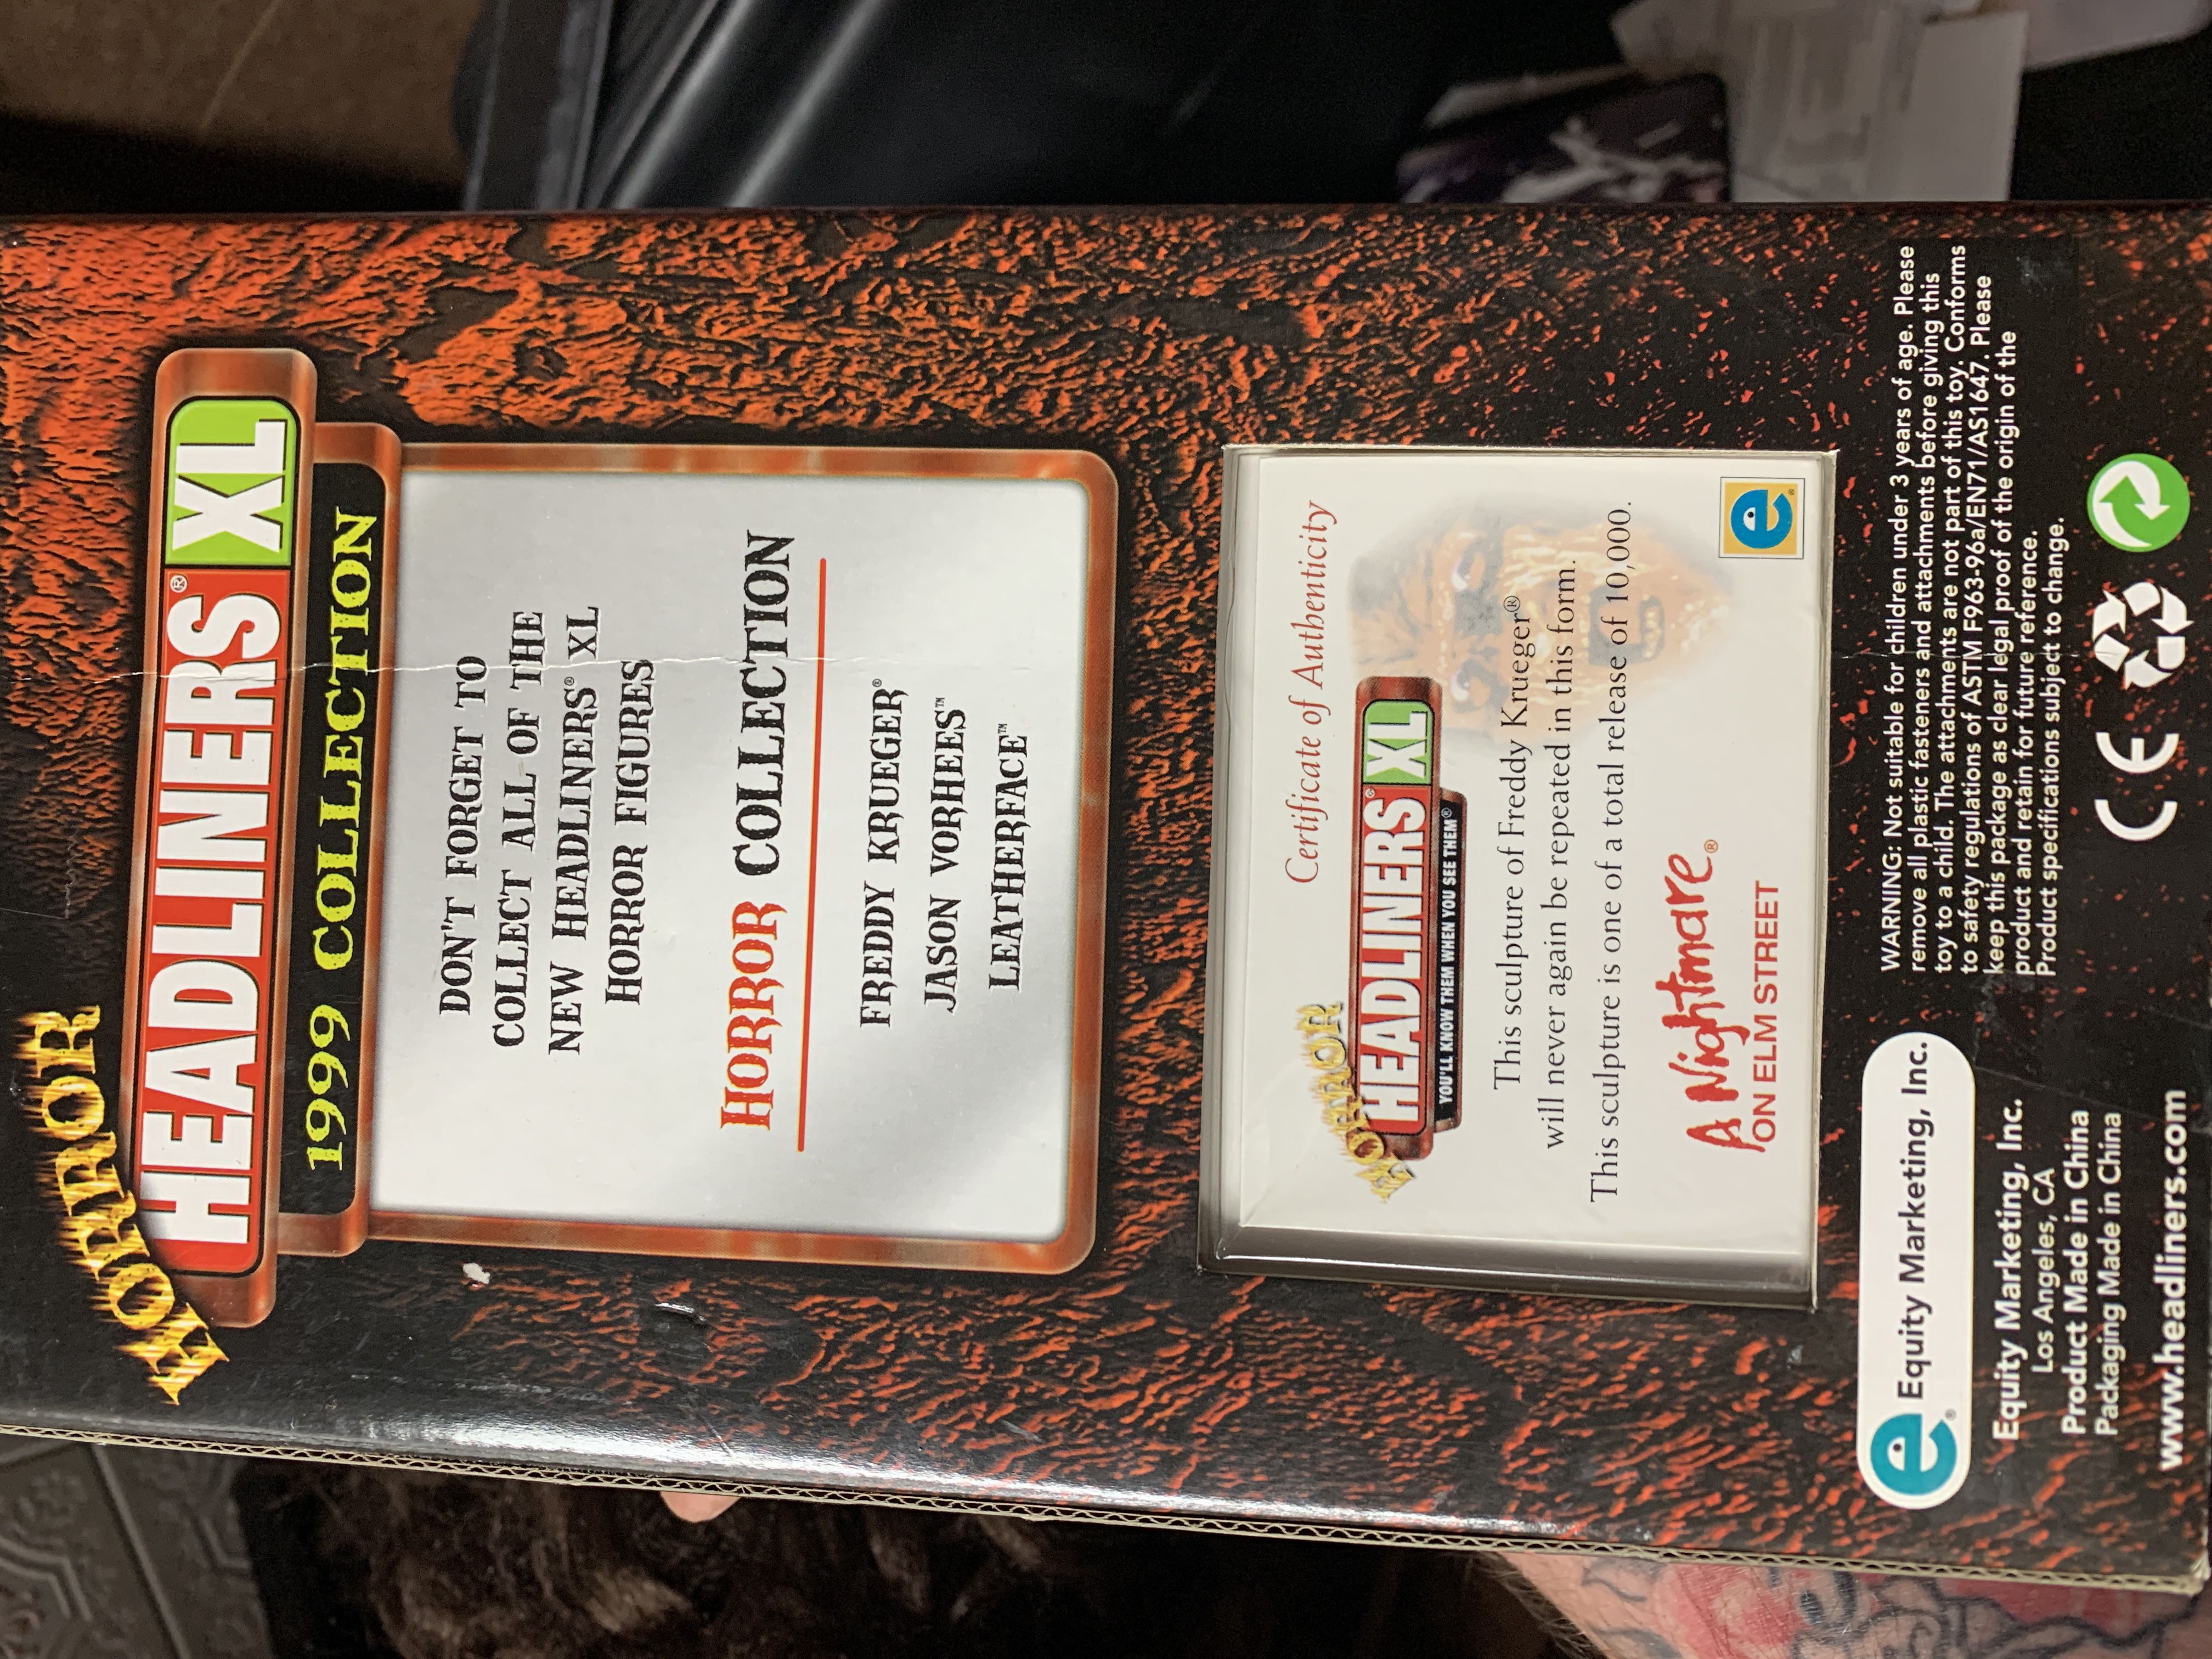 HORROR
HEADLINERS® XL
1999 COLLECTION
DON'T FORGET TO
COLLECT ALL OF THE
NEW HEADLINERS® XL
HORROR FIGURES
HORROR COLLECTION
FREDDY KRUEGER®
JASON VORHEES™
LEATHERFACE™
Certificate of Authenticity
HORROR
HEADLINERS® XL
YOU'LL KNOW THEM WHEN YOU SEE THEM®
This sculpture of Freddy Krueger®
will never again be repeated in this form.
This sculpture is one of a total release of 10,000.
A Nightmare®
ON ELM STREET
e®
e® Equity Marketing, Inc.
Equity Marketing, Inc.
Los Angeles, CA
Product Made in China
Packaging Made in China
www.headliners.com
WARNING: Not suitable for children under 3 years of age. Please
remove all plastic fasteners and attachments before giving this
toy to a child. The attachments are not part of this toy. Conforms
to safety regulations of ASTM F963-96a/EN71/AS1647. Please
keep this package as clear legal proof of the origin of the
product and retain for future reference.
Product specifications subject to change.
CE